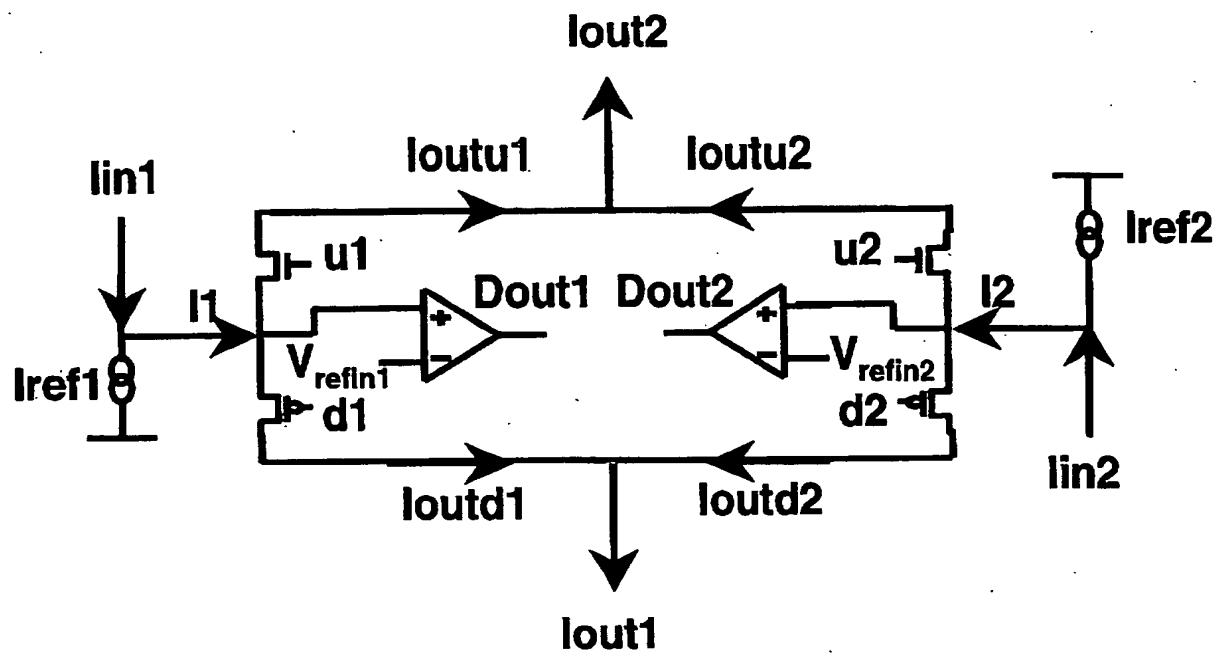 Iout2
Ioutu1 Ioutu2
Iin1
Iref2
u1 u2
I1 Dout1 Dout2 I2
+ +
Vrefin1 - - Vrefin2
Iref1
d1 d2
Iin2
Ioutd1 Ioutd2
Iout1